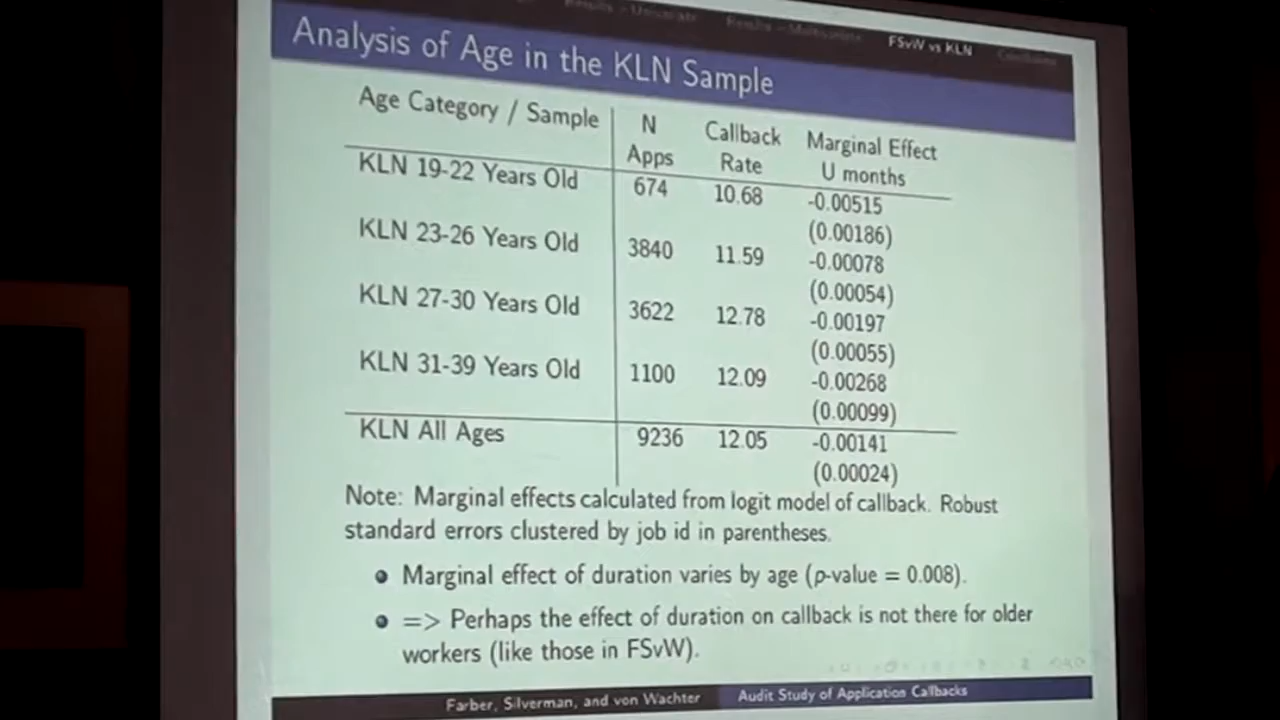 FSvW vs KLN
Analysis of Age in the KLN Sample
Age Category / Sample N Apps Callback Rate Marginal Effect U months
KLN 19-22 Years Old 674 10.68 -0.00515
(0.00186)
KLN 23-26 Years Old 3840 11.59 -0.00078
(0.00054)
KLN 27-30 Years Old 3622 12.78 -0.00197
(0.00055)
KLN 31-39 Years Old 1100 12.09 -0.00268
(0.00099)
KLN All Ages 9236 12.05 -0.00141
(0.00024)
Note: Marginal effects calculated from logit model of callback. Robust
standard errors clustered by job id in parentheses.
Marginal effect of duration varies by age (p-value = 0.008).
=> Perhaps the effect of duration on callback is not there for older
workers (like those in FSvW).
Farber, Silverman, and von Wachter Audit Study of Application Callbacks